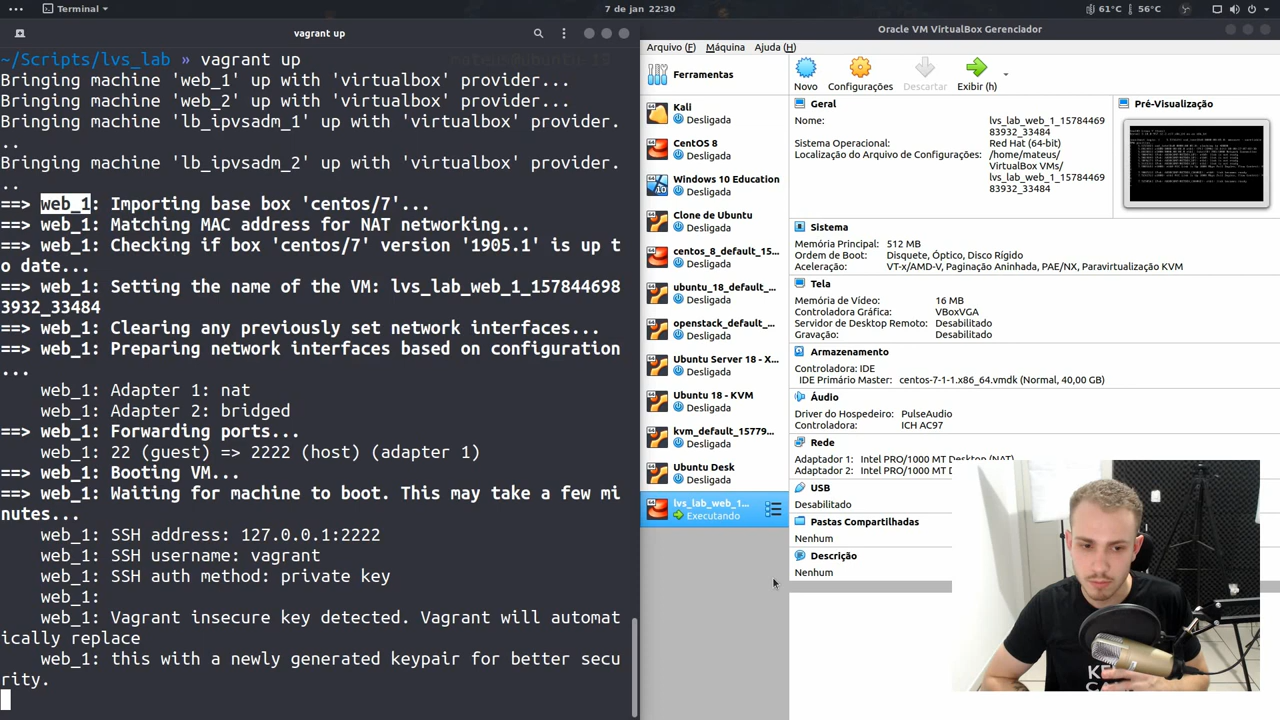 Terminal
7 de jan 22:30
61°C
56°C
vagrant up
~/Scripts/lvs_lab » vagrant up
Bringing machine 'web_1' up with 'virtualbox' provider...
Bringing machine 'web_2' up with 'virtualbox' provider...
Bringing machine 'lb_ipvsadm_1' up with 'virtualbox' provider.
..
Bringing machine 'lb_ipvsadm_2' up with 'virtualbox' provider.
..
==> web_1: Importing base box 'centos/7'...
==> web_1: Matching MAC address for NAT networking...
==> web_1: Checking if box 'centos/7' version '1905.1' is up t
o date...
==> web_1: Setting the name of the VM: lvs_lab_web_1_157844698
3932_33484
==> web_1: Clearing any previously set network interfaces...
==> web_1: Preparing network interfaces based on configuration
...
web_1: Adapter 1: nat
web_1: Adapter 2: bridged
==> web_1: Forwarding ports...
web_1: 22 (guest) => 2222 (host) (adapter 1)
==> web_1: Booting VM...
==> web_1: Waiting for machine to boot. This may take a few mi
nutes...
web_1: SSH address: 127.0.0.1:2222
web_1: SSH username: vagrant
web_1: SSH auth method: private key
web_1:
web_1: Vagrant insecure key detected. Vagrant will automat
ically replace
web_1: this with a newly generated keypair for better secu
rity.
Oracle VM VirtualBox Gerenciador
Arquivo (F) Máquina Ajuda (H)
Ferramentas
Novo Configurações Descartar Exibir (h)
Kali
Desligada
CentOS 8
Desligada
Windows 10 Education
Desligada
Clone de Ubuntu
Desligada
centos_8_default_15...
Desligada
ubuntu_18_default_...
Desligada
openstack_default_...
Desligada
Ubuntu Server 18 - X...
Desligada
Ubuntu 18 - KVM
Desligada
kvm_default_15779...
Desligada
Ubuntu Desk
Desligada
lvs_lab_web_1...
Executando
Geral
Nome: lvs_lab_web_1_15784469
83932_33484
Sistema Operacional: Red Hat (64-bit)
Localização do Arquivo de Configurações: /home/mateus/
VirtualBox VMs/
lvs_lab_web_1_15784469
83932_33484
Pré-Visualização
Sistema
Memória Principal: 512 MB
Ordem de Boot: Disquete, Óptico, Disco Rígido
Aceleração: VT-x/AMD-V, Paginação Aninhada, PAE/NX, Paravirtualização KVM
Tela
Memória de Vídeo: 16 MB
Controladora Gráfica: VBoxVGA
Servidor de Desktop Remoto: Desabilitado
Gravação: Desabilitado
Armazenamento
Controladora: IDE
IDE Primário Master: centos-7-1-1.x86_64.vmdk (Normal, 40,00 GB)
Áudio
Driver do Hospedeiro: PulseAudio
Controladora: ICH AC97
Rede
Adaptador 1: Intel PRO/1000 MT Desktop (NAT)
Adaptador 2: Intel PRO/1000 MT
USB
Desabilitado
Pastas Compartilhadas
Nenhum
Descrição
Nenhum